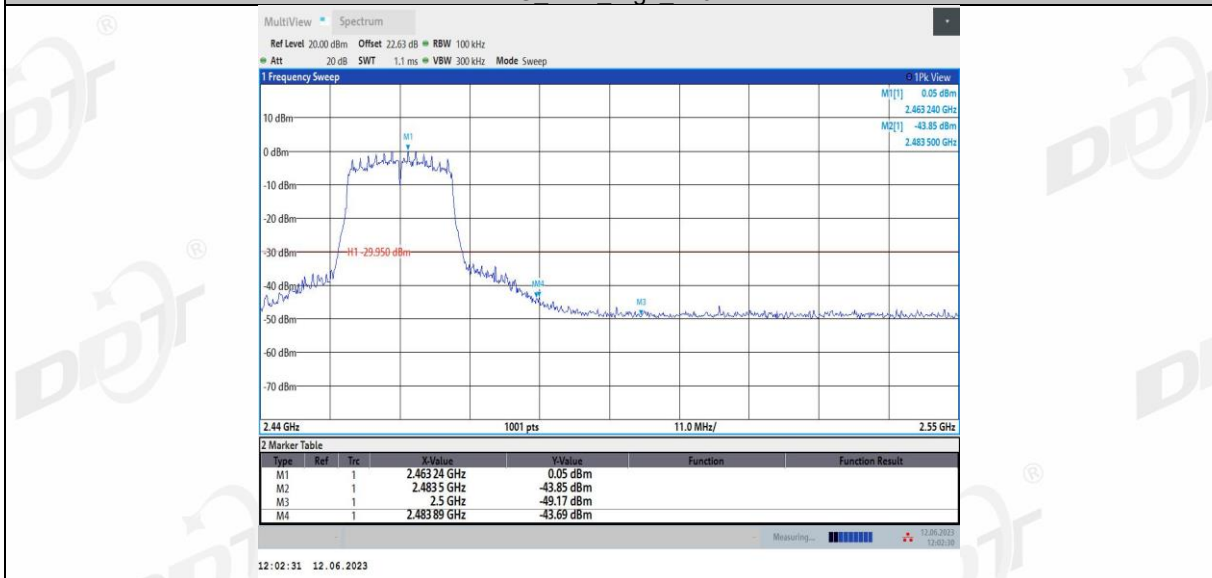 MultiView Spectrum
Ref Level 20.00 dBm Offset 22.63 dB RBW 100 kHz
Att 20 dB SWT 1.1 ms VBW 300 kHz Mode Sweep
1 Frequency Sweep 1Pk View
M1[1] 0.05 dBm
2.463 240 GHz
M2[1] -43.85 dBm
2.483 500 GHz
10 dBm
M1
0 dBm
-10 dBm
-20 dBm
-30 dBm H1 -29.950 dBm
-40 dBm
M4
M3
-50 dBm
-60 dBm
-70 dBm
2.44 GHz 1001 pts 11.0 MHz/ 2.55 GHz
2 Marker Table
Type Ref Trc X-Value Y-Value Function Function Result
M1 1 2.463 24 GHz 0.05 dBm
M2 1 2.483 5 GHz -43.85 dBm
M3 1 2.5 GHz -49.17 dBm
M4 1 2.483 89 GHz -43.69 dBm
Measuring... 12.06.2023
12:02:30
12:02:31 12.06.2023